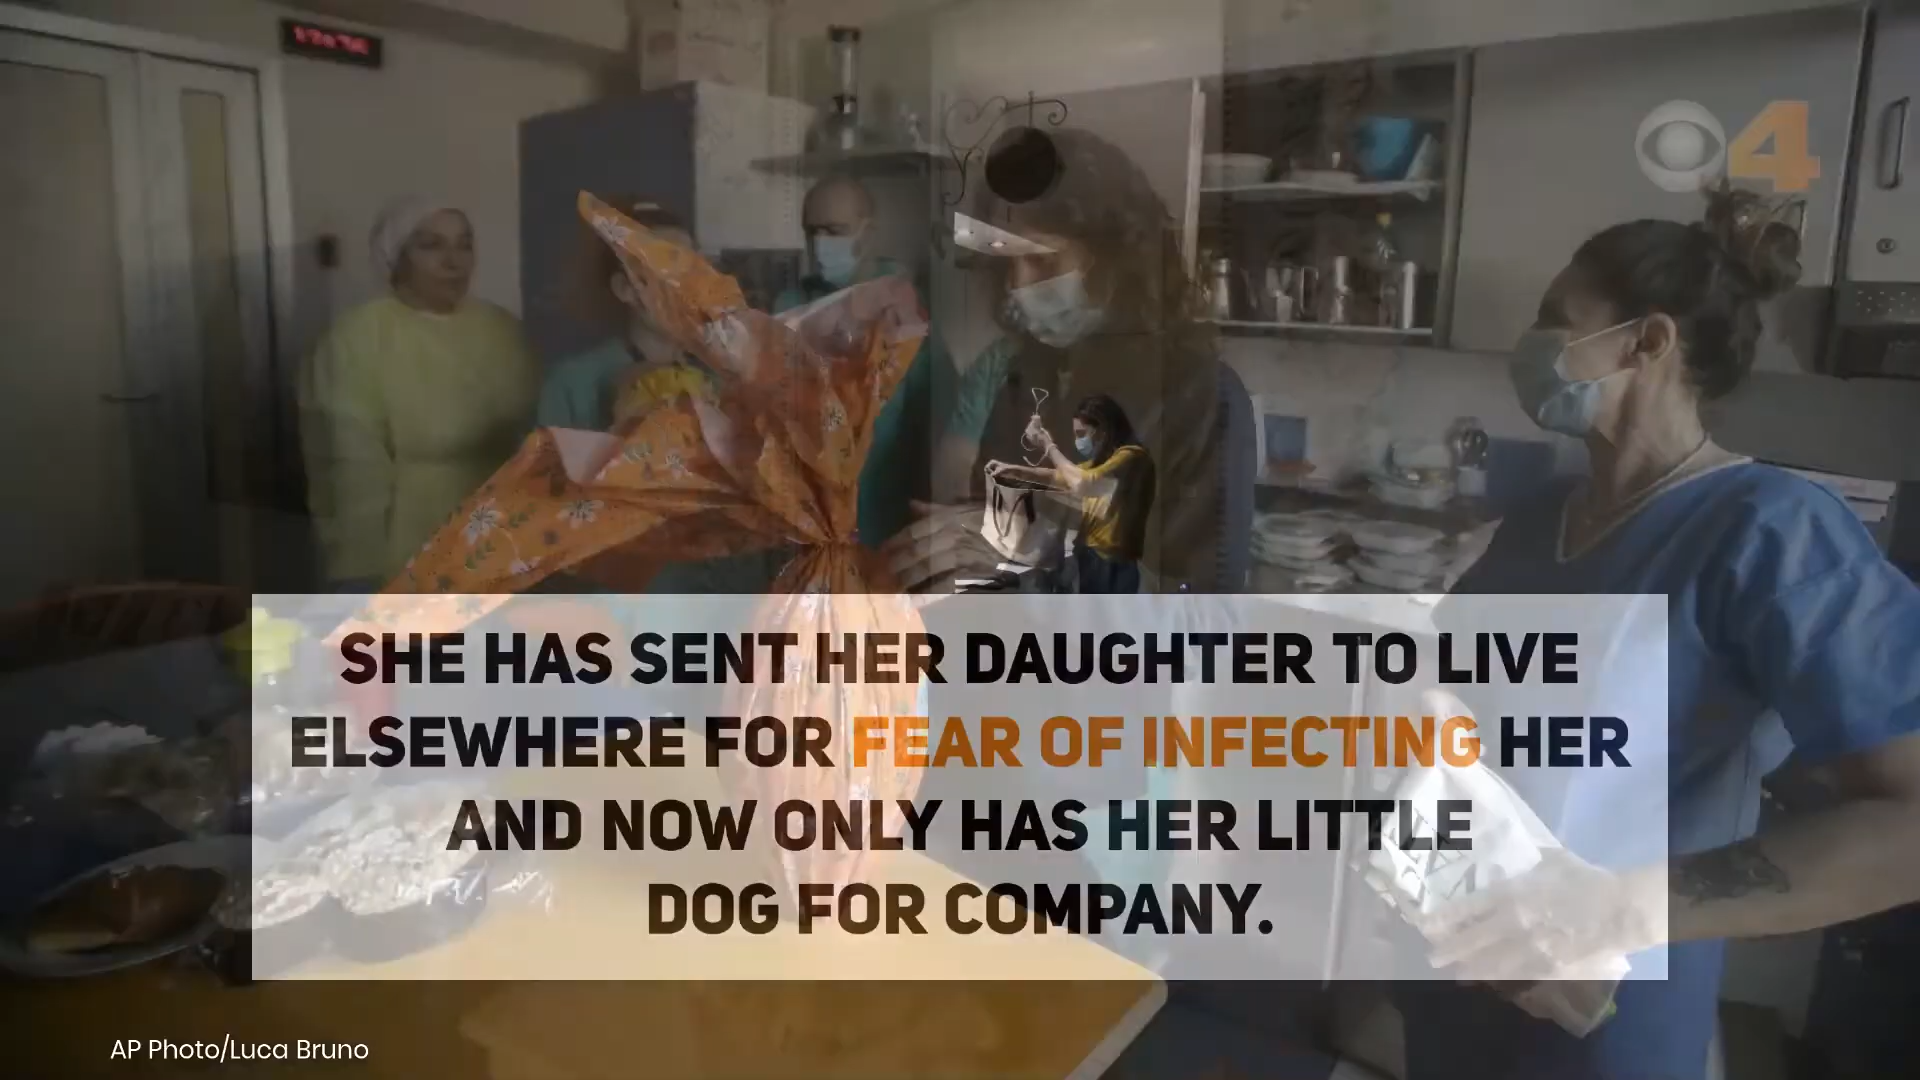 4
SHE HAS SENT HER DAUGHTER TO LIVE
ELSEWHERE FOR FEAR OF INFECTING HER
AND NOW ONLY HAS HER LITTLE
DOG FOR COMPANY.
AP Photo/Luca Bruno